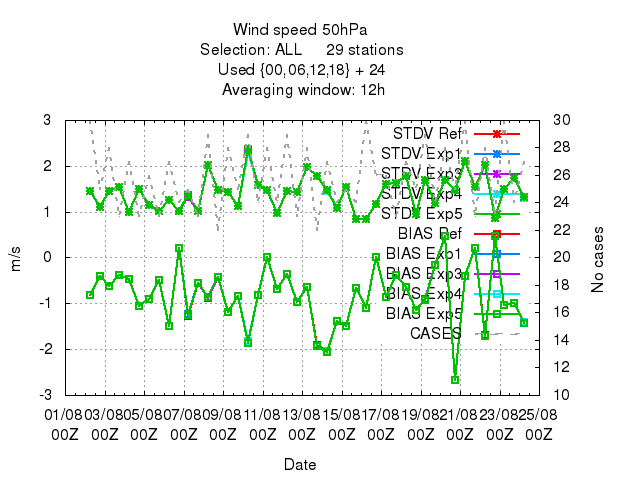 Wind speed 50hPa
Selection: ALL 29 stations
Used {00,06,12,18} + 24
Averaging window: 12h
3
2
1
0
-1
-2
-3
m/s
30
28
26
24
22
20
18
16
14
12
10
No cases
STDV Ref
STDV Exp1
STDV Exp3
STDV Exp4
STDV Exp5
BIAS Ref
BIAS Exp1
BIAS Exp3
BIAS Exp4
BIAS Exp5
CASES
01/08 03/08 05/08 07/08 09/08 11/08 13/08 15/08 17/08 19/08 21/08 23/08 25/08
00Z 00Z 00Z 00Z 00Z 00Z 00Z 00Z 00Z 00Z 00Z 00Z 00Z
Date